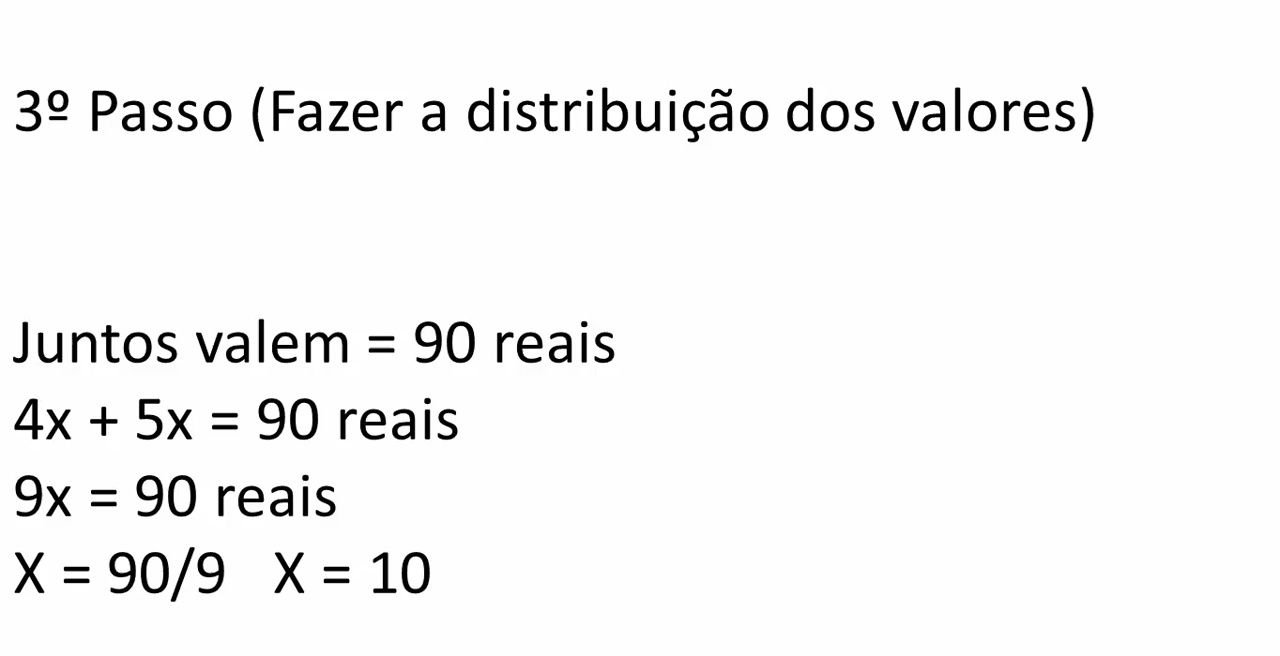 3º Passo (Fazer a distribuição dos valores)
Juntos valem = 90 reais
4x + 5x = 90 reais
9x = 90 reais
X = 90/9 X = 10